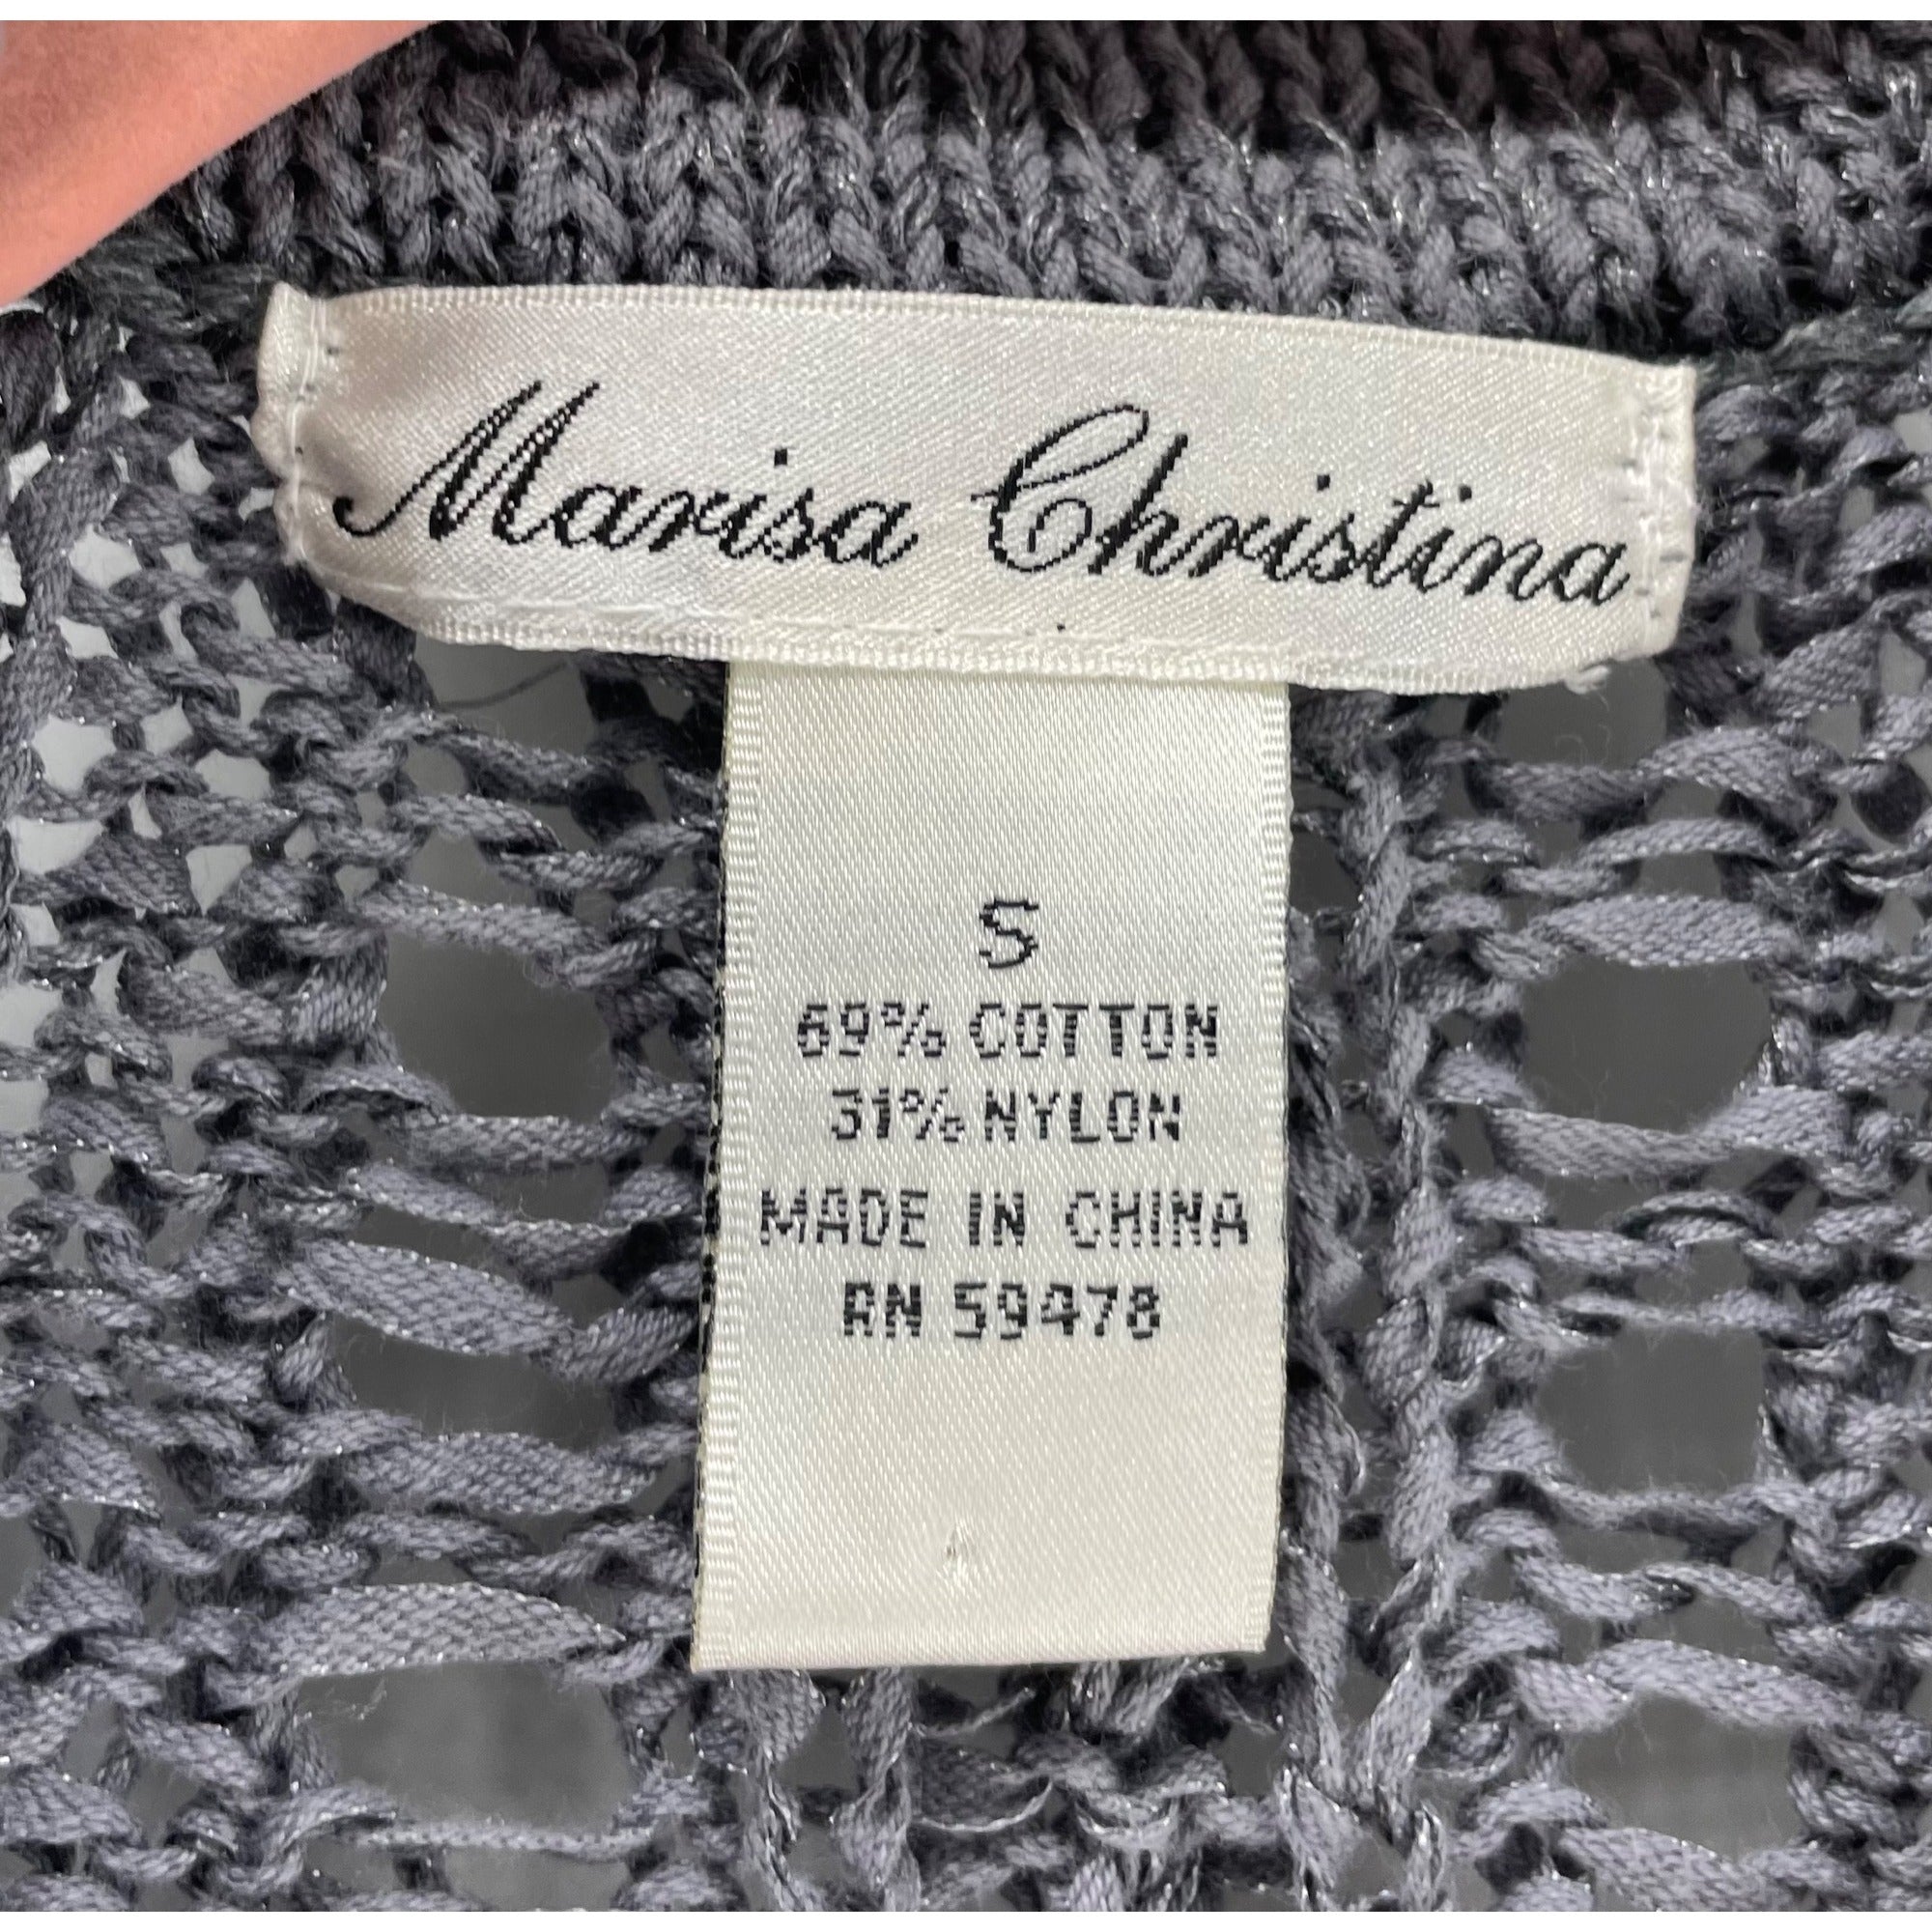 Marisa Christina
S
69% COTTON
31% NYLON
MADE IN CHINA
RN 59478